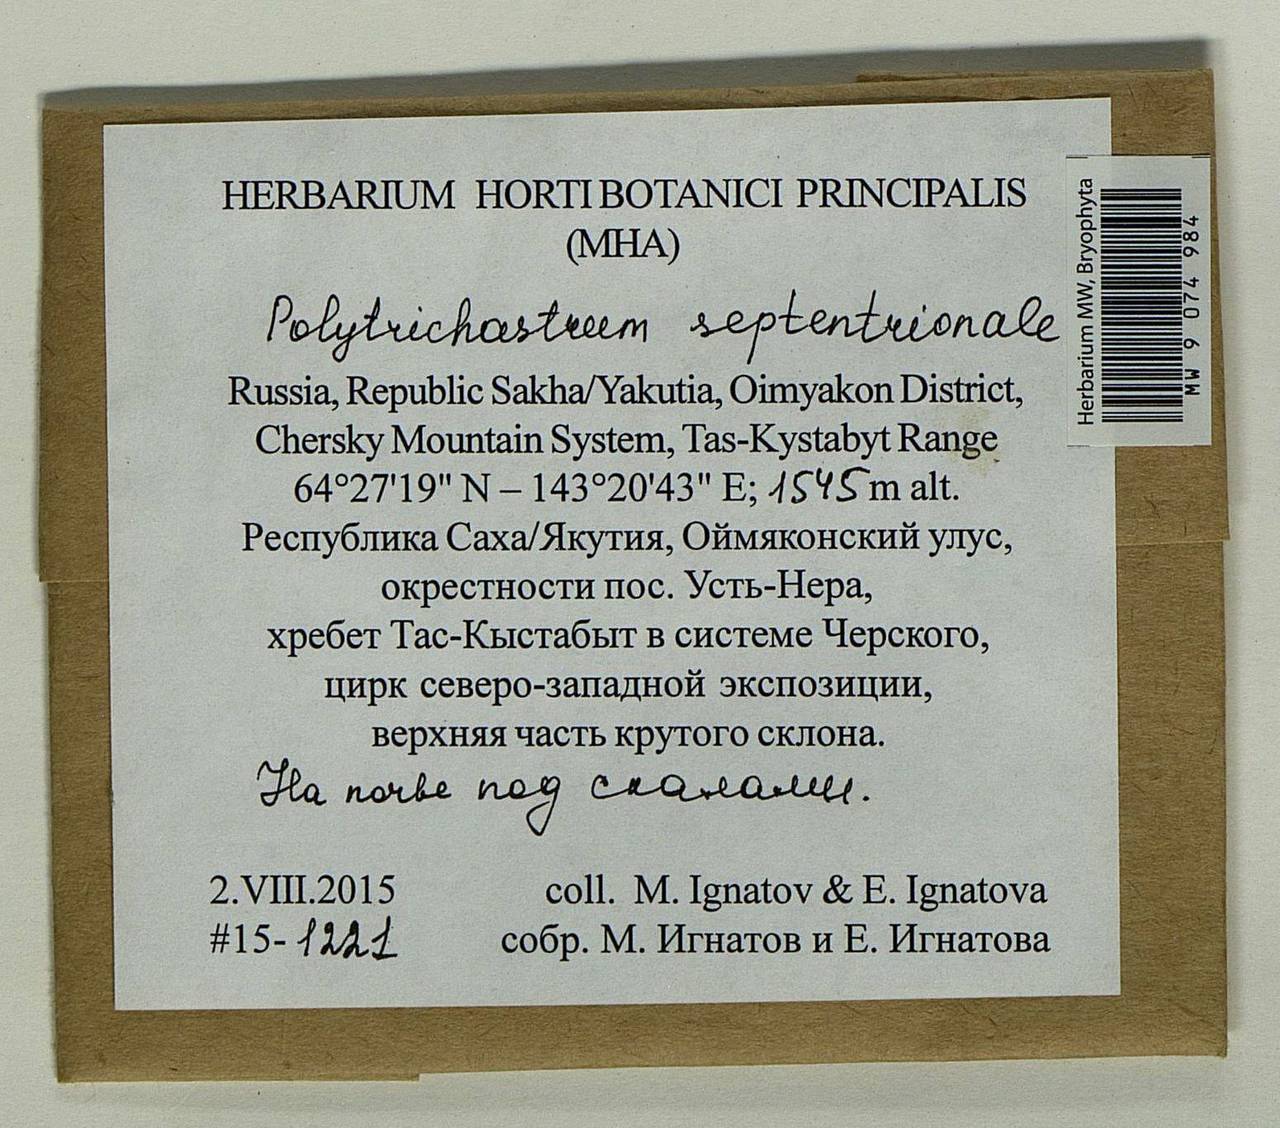 HERBARIUM HORTI BOTANICI PRINCIPALIS
(MHA)
Polytrichastrum septentrionale
Russia, Republic Sakha/Yakutia, Oimyakon District,
Chersky Mountain System, Tas-Kystabyt Range
64°27'19" N – 143°20'43" E; 1545 m alt.
Республика Саха/Якутия, Оймяконский улус,
окрестности пос. Усть-Нера,
хребет Тас-Кыстабыт в системе Черского,
цирк северо-западной экспозиции,
верхняя часть крутого склона.
На почве под скалами.
2.VIII.2015 coll. M. Ignatov & E. Ignatova
#15-1221 собр. М. Игнатов и Е. Игнатова
Herbarium MW, Bryophyta
MW 9 074 984